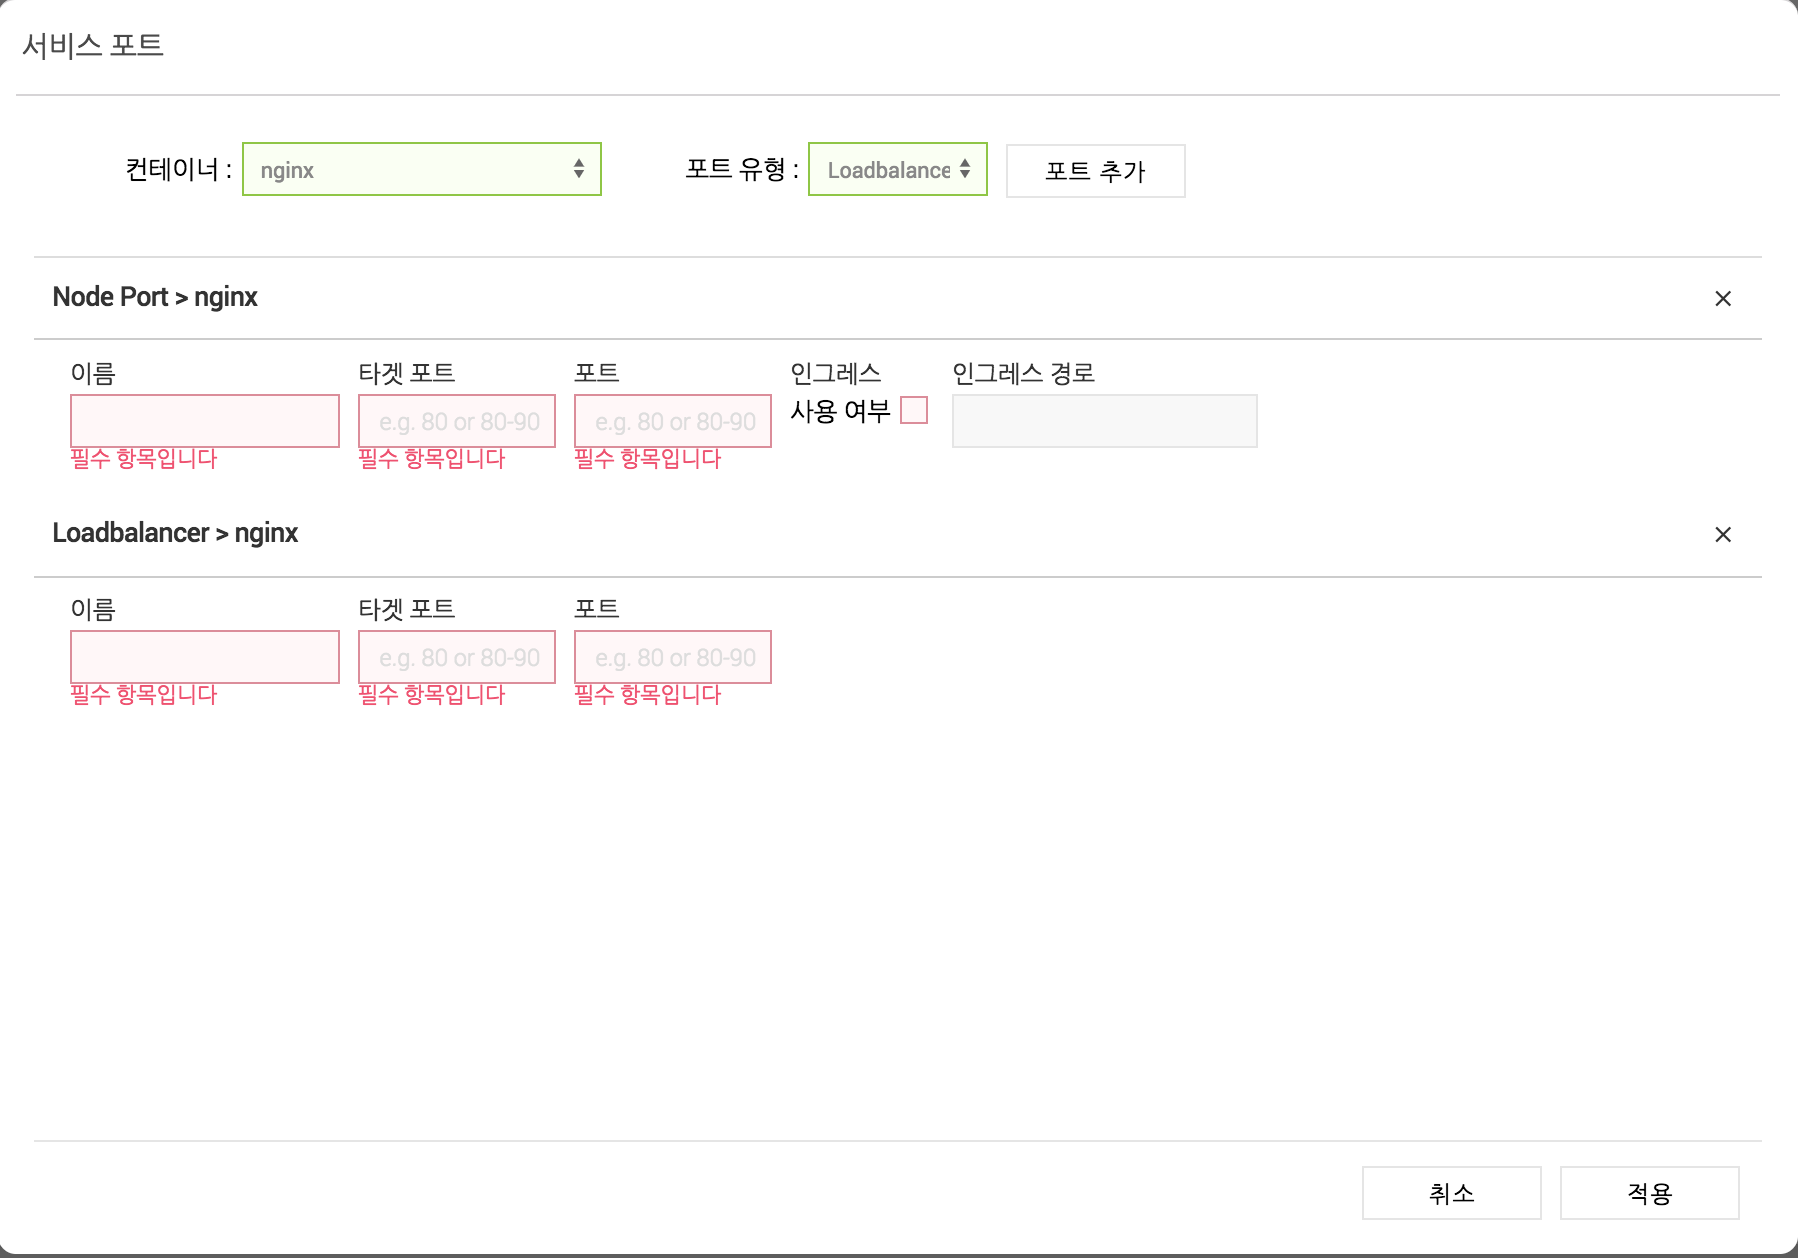 서비스 포트
컨테이너 : nginx 포트 유형 : Loadbalance 포트 추가
Node Port > nginx
이름 타겟 포트 포트 인그레스 인그레스 경로
e.g. 80 or 80-90 e.g. 80 or 80-90 사용 여부
필수 항목입니다 필수 항목입니다 필수 항목입니다
Loadbalancer > nginx
이름 타겟 포트 포트
e.g. 80 or 80-90 e.g. 80 or 80-90
필수 항목입니다 필수 항목입니다 필수 항목입니다
취소 적용